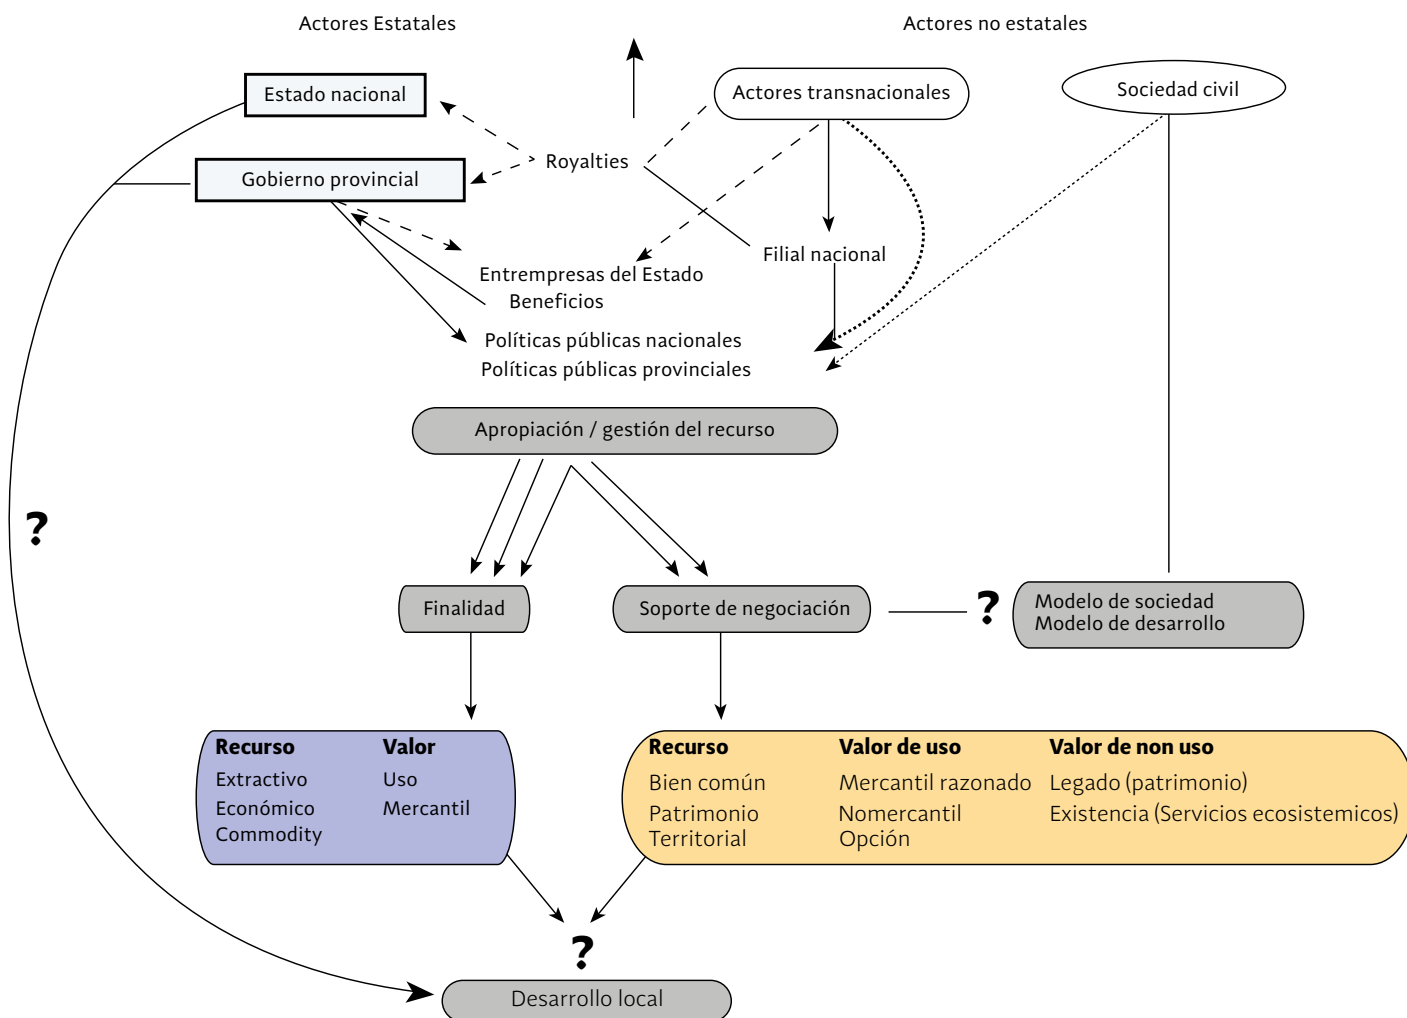 Actores Estatales
Actores no estatales
Estado nacional
Actores transnacionales
Sociedad civil
Royalties
Gobierno provincial
Filial nacional
Entrempresas del Estado
Beneficios
Políticas públicas nacionales
Políticas públicas provinciales
Apropiación / gestión del recurso
?
Finalidad
Soporte de negociación
?
Modelo de sociedad
Modelo de desarrollo
Recurso Valor
Extractivo Uso
Económico Mercantil
Commodity
Recurso Valor de uso Valor de non uso
Bien común Mercantil razonado Legado (patrimonio)
Patrimonio Nomercantil Existencia (Servicios ecosistemicos)
Territorial Opción
?
Desarrollo local